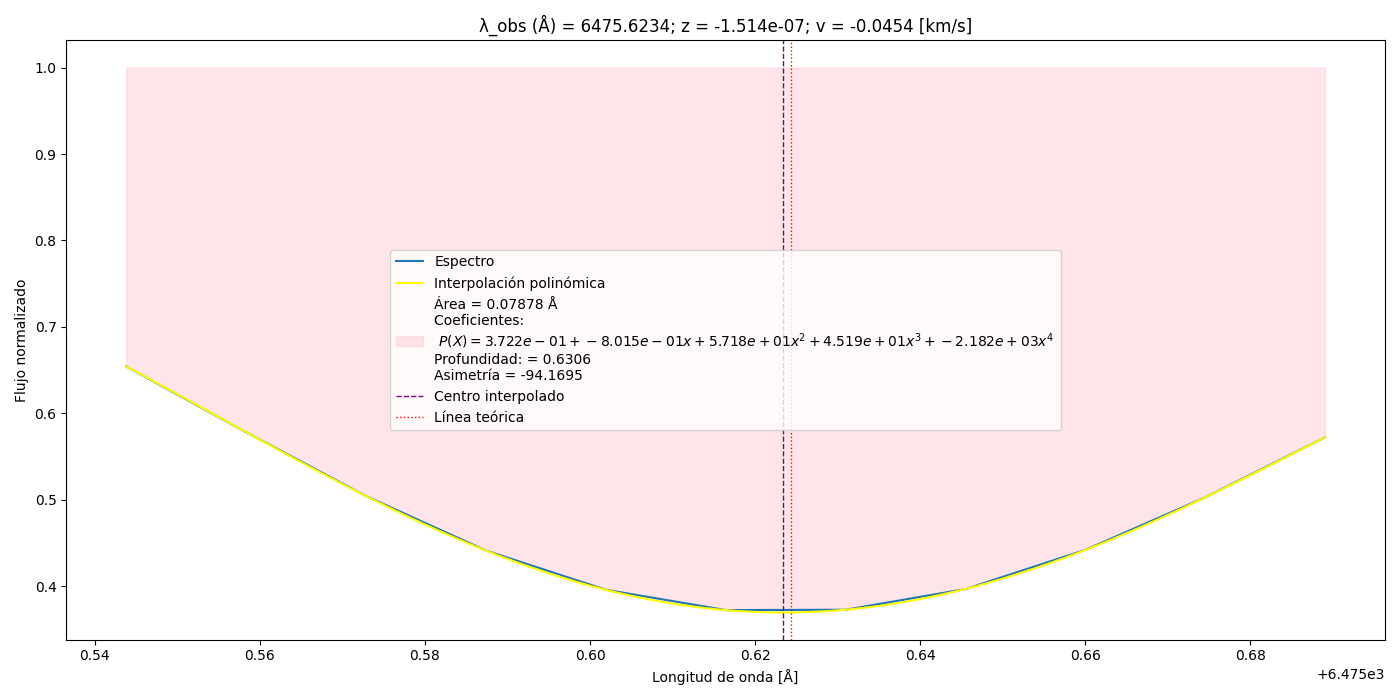 λ_obs (Å) = 6475.6234; z = -1.514e-07; v = -0.0454 [km/s]
Flujo normalizado
1.0
0.9
0.8
0.7
0.6
0.5
0.4
Espectro
Interpolación polinómica
Área = 0.07878 Å
Coeficientes:
P(X) = 3.722e − 01 + −8.015e − 01x + 5.718e + 01x² + 4.519e + 01x³ + −2.182e + 03x⁴
Profundidad: = 0.6306
Asimetría = -94.1695
Centro interpolado
Línea teórica
0.54 0.56 0.58 0.60 0.62 0.64 0.66 0.68
+6.475e3
Longitud de onda [Å]